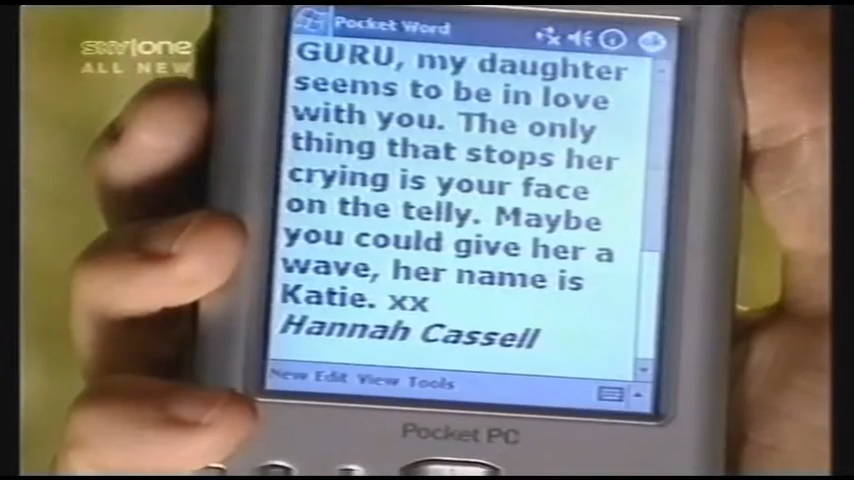 sky one
ALL NEW
Pocket Word
ok
GURU, my daughter
seems to be in love
with you. The only
thing that stops her
crying is your face
on the telly. Maybe
you could give her a
wave, her name is
Katie. xx
Hannah Cassell
New Edit View Tools
Pocket PC